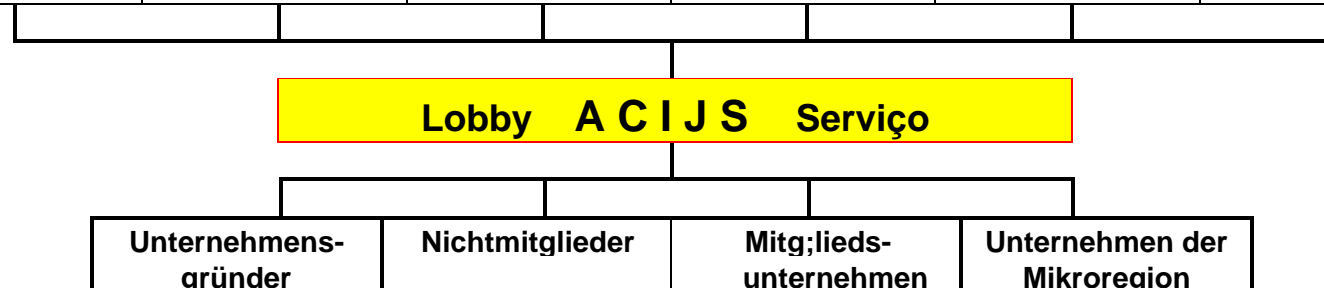 Lobby A C I J S Serviço
Unternehmens-
gründer
Nichtmitglieder
Mitg;lieds-
unternehmen
Unternehmen der
Mikroregion